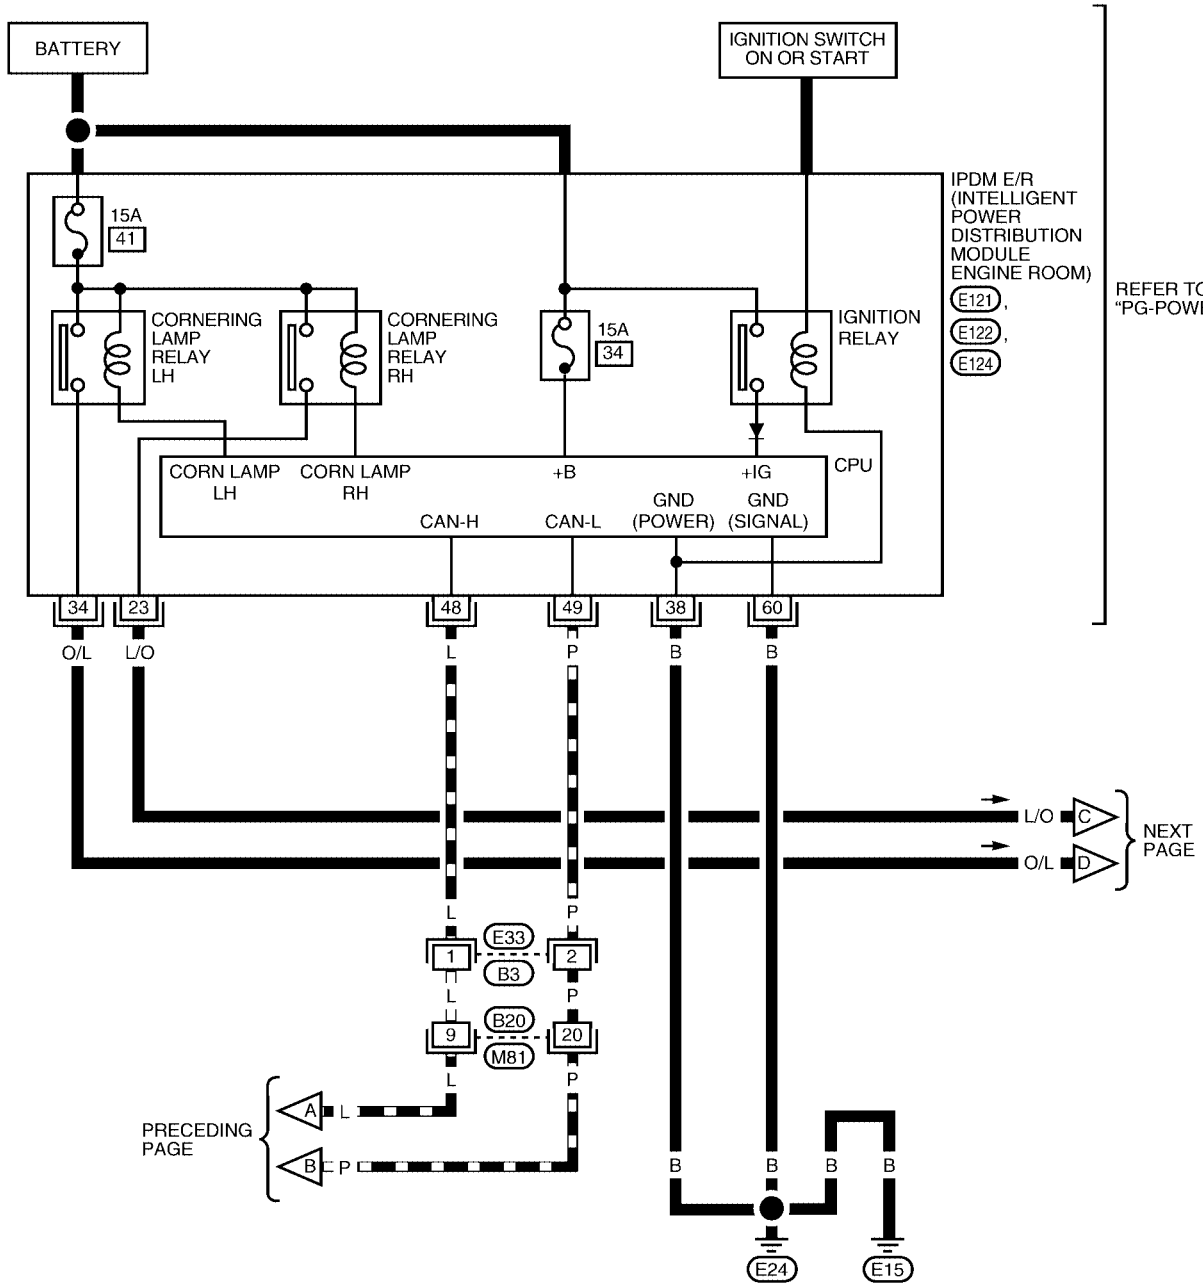 BATTERY
IGNITION SWITCH
ON OR START
IPDM E/R
(INTELLIGENT
POWER
DISTRIBUTION
MODULE
ENGINE ROOM)
E121 ,
E122 ,
E124
REFER TO
"PG-POWE
15A
41
CORNERING
LAMP
RELAY
LH
CORNERING
LAMP
RELAY
RH
15A
34
IGNITION
RELAY
CORN LAMP
LH
CORN LAMP
RH
+B
+IG
CPU
CAN-H
CAN-L
GND
(POWER)
GND
(SIGNAL)
34
23
48
49
38
60
O/L
L/O
L
P
B
B
L/O
C
O/L
D
NEXT
PAGE
L
P
1
E33
B3
2
L
P
9
B20
M81
20
L
P
PRECEDING
PAGE
A
L
B
P
B
B
B
B
E24
E15